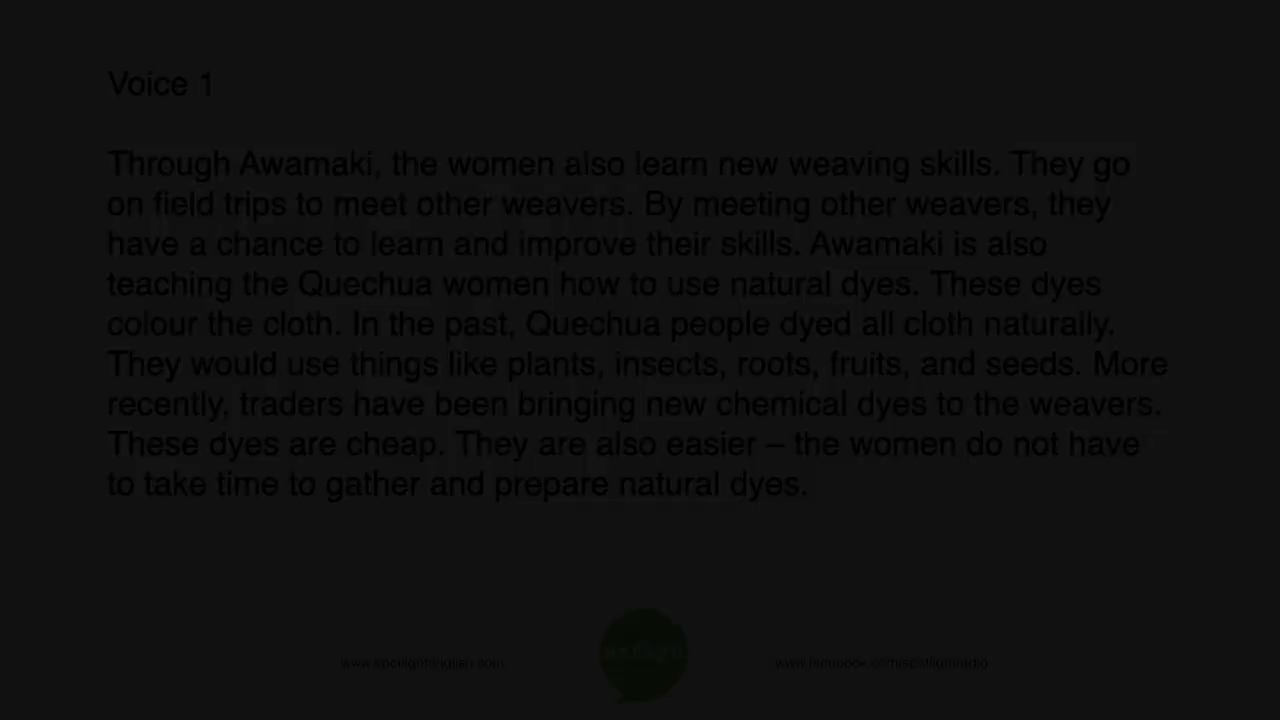 Voice 1
Through Awamaki, the women also learn new weaving skills. They go
on field trips to meet other weavers. By meeting other weavers, they
have a chance to learn and improve their skills. Awamaki is also
teaching the Quechua women how to use natural dyes. These dyes
colour the cloth. In the past, Quechua people dyed all cloth naturally.
They would use things like plants, insects, roots, fruits, and seeds. More
recently, traders have been bringing new chemical dyes to the weavers.
These dyes are cheap. They are also easier – the women do not have
to take time to gather and prepare natural dyes.